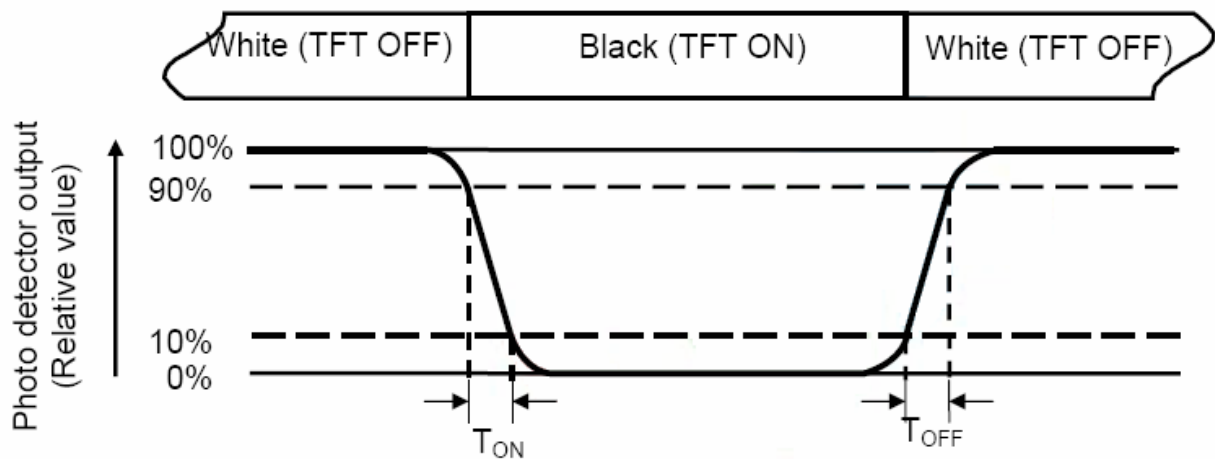 White (TFT OFF)
Black (TFT ON)
White (TFT OFF)
Photo detector output
(Relative value)
100%
90%
10%
0%
TON
TOFF